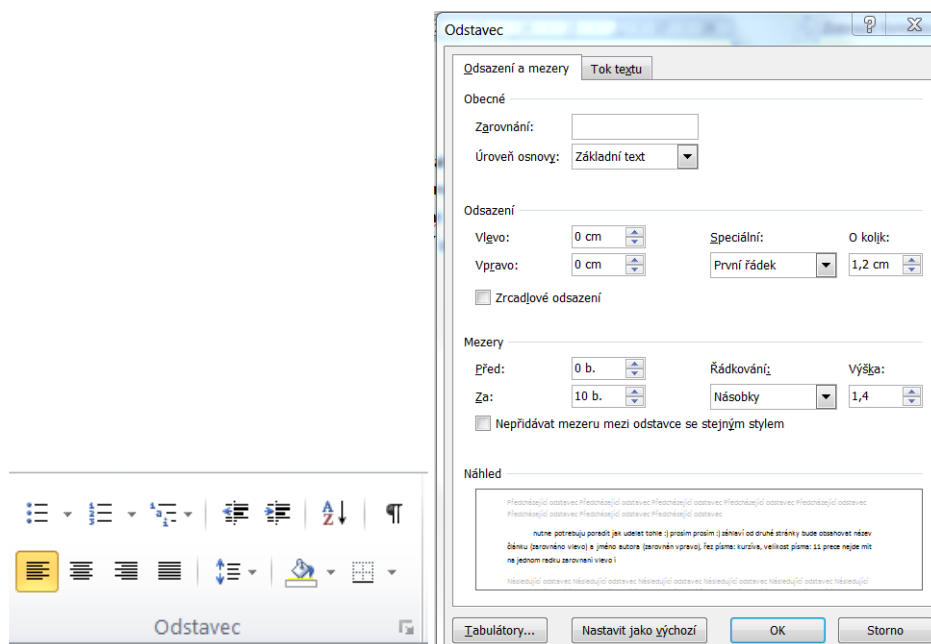 Odstavec
Odsazení a mezery
Tok textu
Obecné
Zarovnání:
Úroveň osnovy: Základní text
Odsazení
Vlevo: 0 cm Speciální: O kolik:
Vpravo: 0 cm První řádek 1,2 cm
Zrcadlové odsazení
Mezery
Před: 0 b. Řádkování: Výška:
Za: 10 b. Násobky 1,4
Nepřidávat mezeru mezi odstavce se stejným stylem
Náhled
Předcházející odstavec Předcházející odstavec Předcházející odstavec Předcházející odstavec Předcházející odstavec
Předcházející odstavec Předcházející odstavec Předcházející odstavec
nutne potrebuju poradit jak udelat tohle :) prosim prosim :) záhlaví od druhé stránky bude obsahovat název
článku (zarovnáno vlevo) a jméno autora (zarovnán vpravo), řez písma: kurzíva, velikost písma: 11 prece nejde mit
na jednom radku zarovnani vlevo i
Následující odstavec Následující odstavec Následující odstavec Následující odstavec Následující odstavec Následující
Tabulátory... Nastavit jako výchozí OK Storno
Odstavec